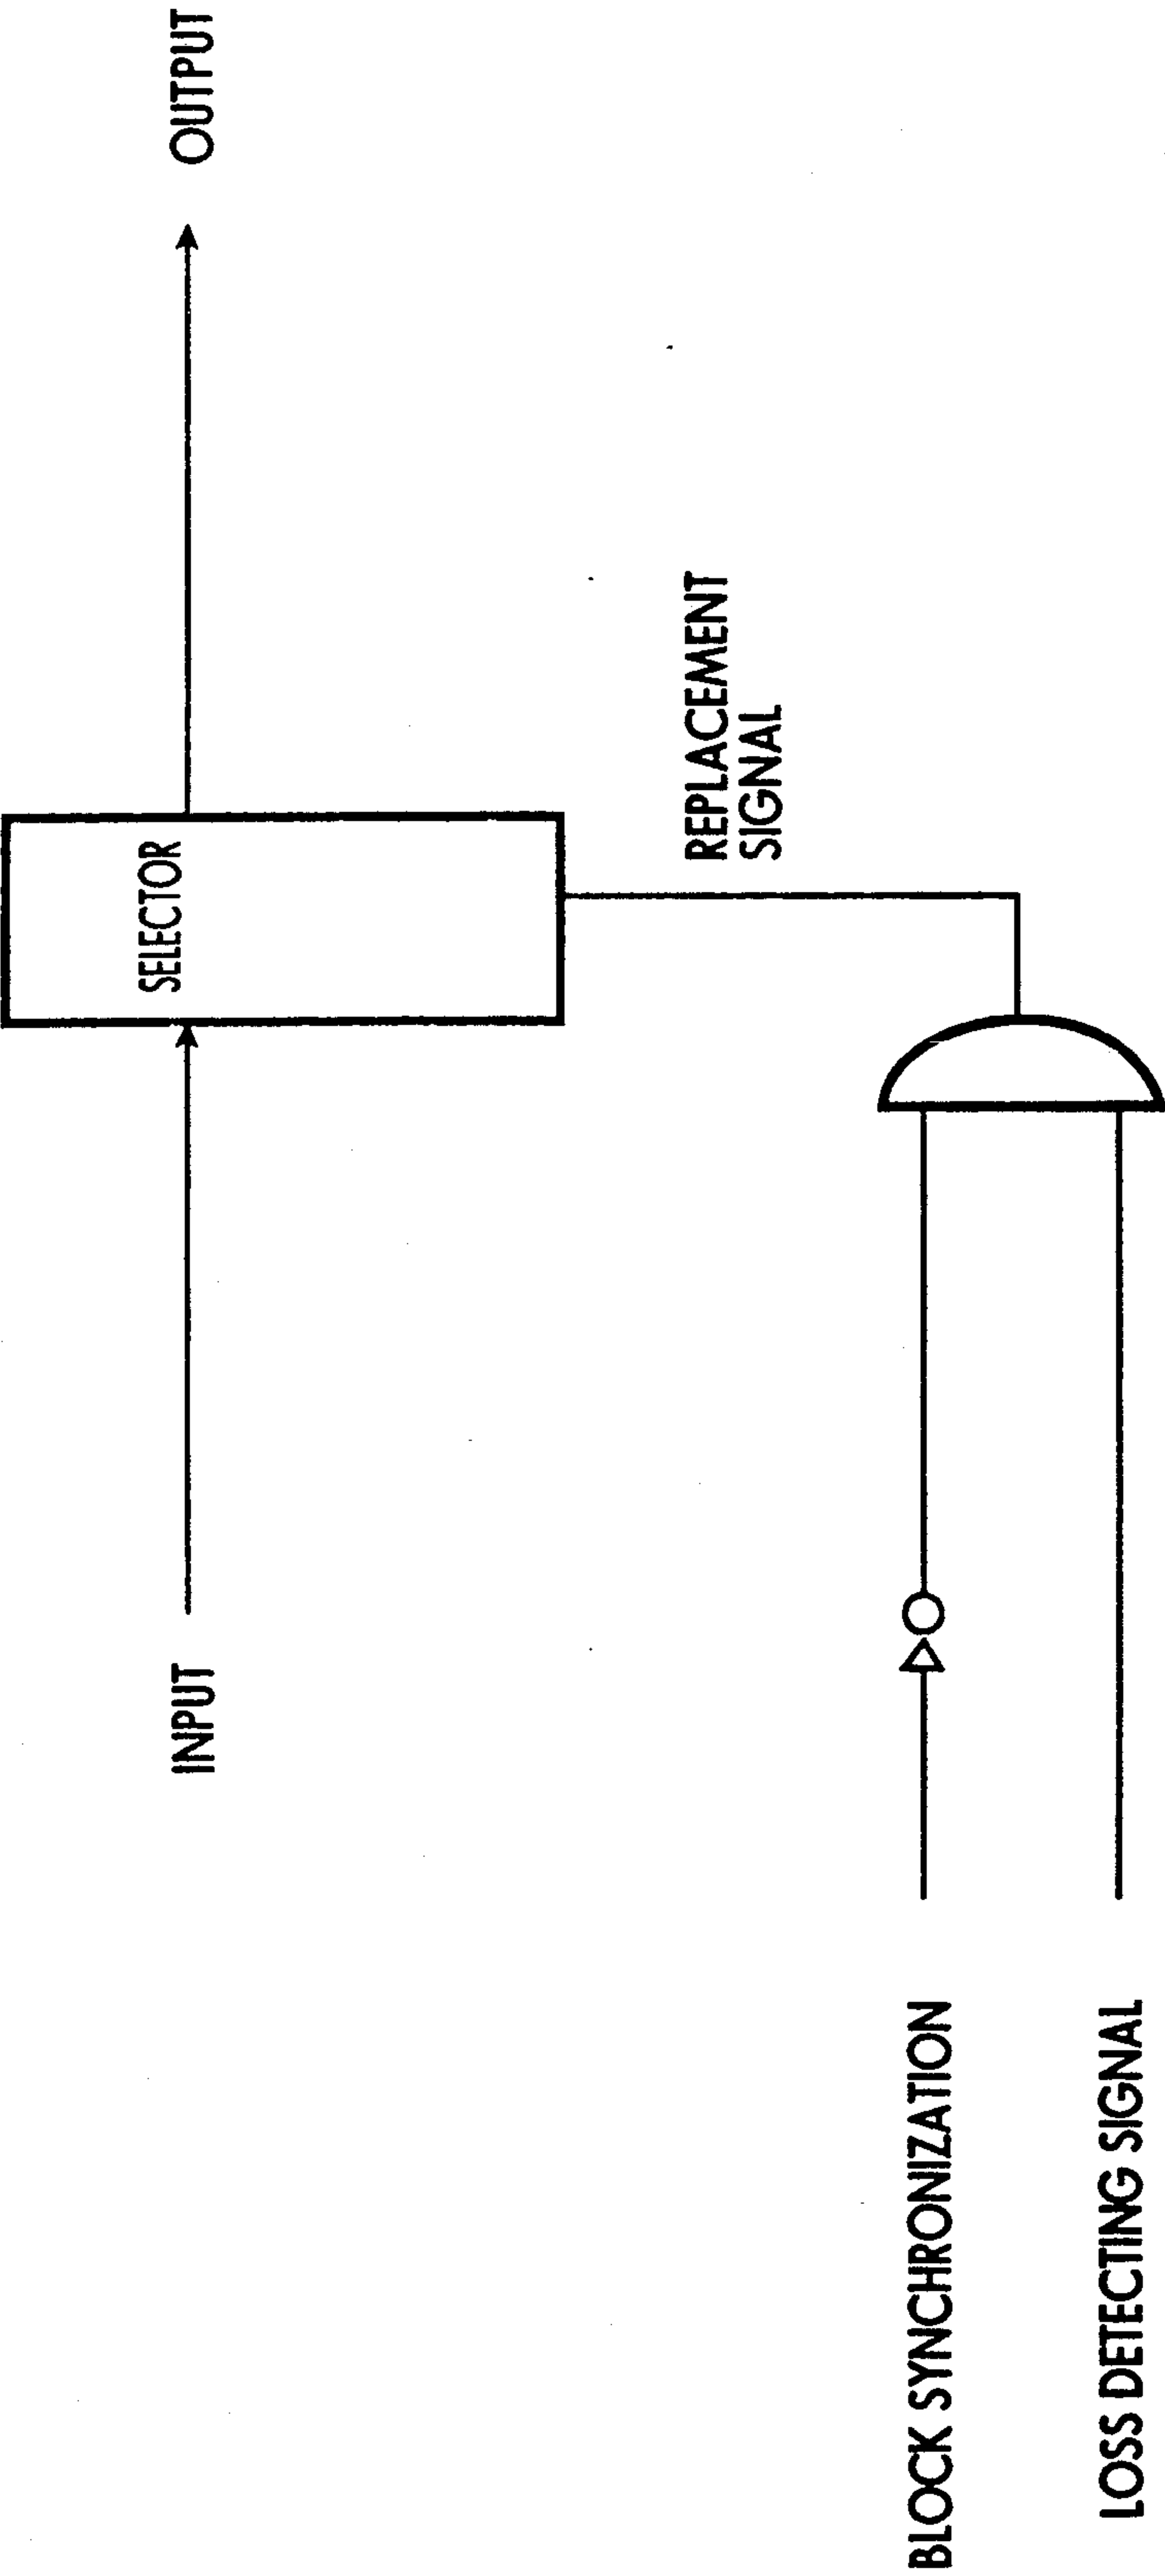 INPUT
SELECTOR
OUTPUT
REPLACEMENT
SIGNAL
BLOCK SYNCHRONIZATION
LOSS DETECTING SIGNAL